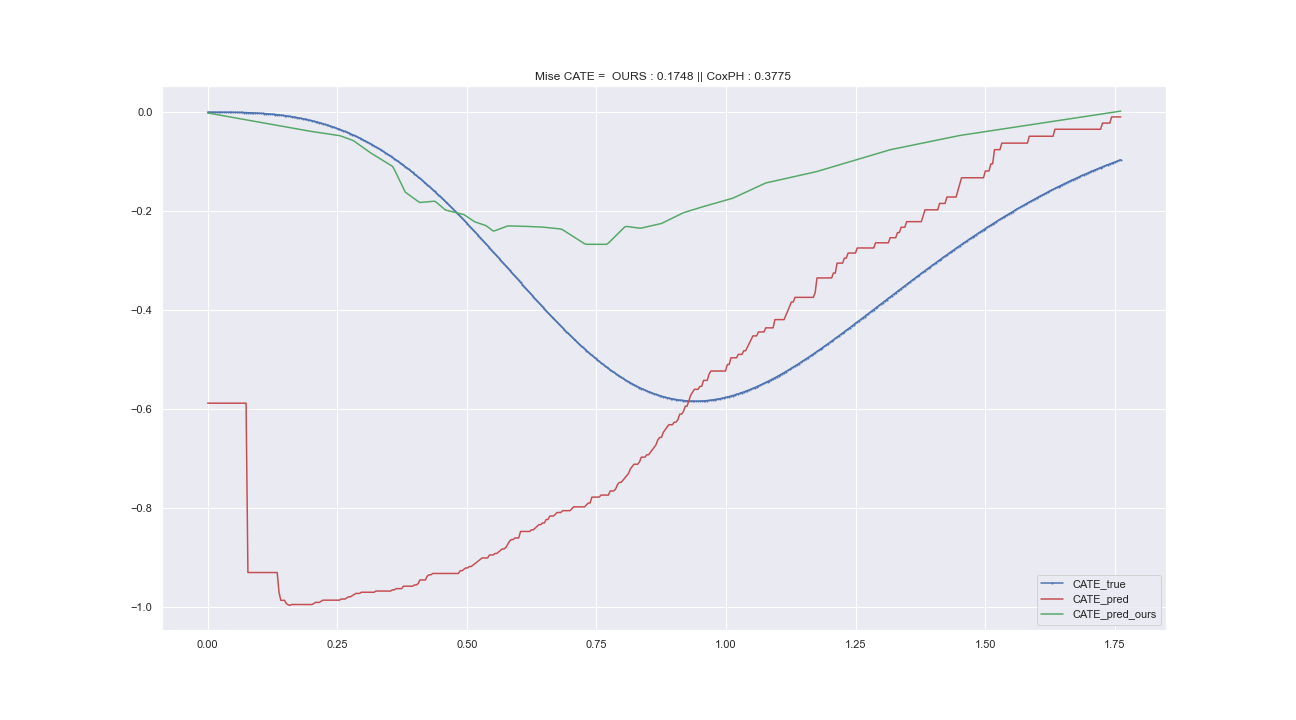 Mise CATE =  OURS : 0.1748 || CoxPH : 0.3775
0.0
−0.2
−0.4
−0.6
−0.8
−1.0
0.00 0.25 0.50 0.75 1.00 1.25 1.50 1.75
CATE_true
CATE_pred
CATE_pred_ours